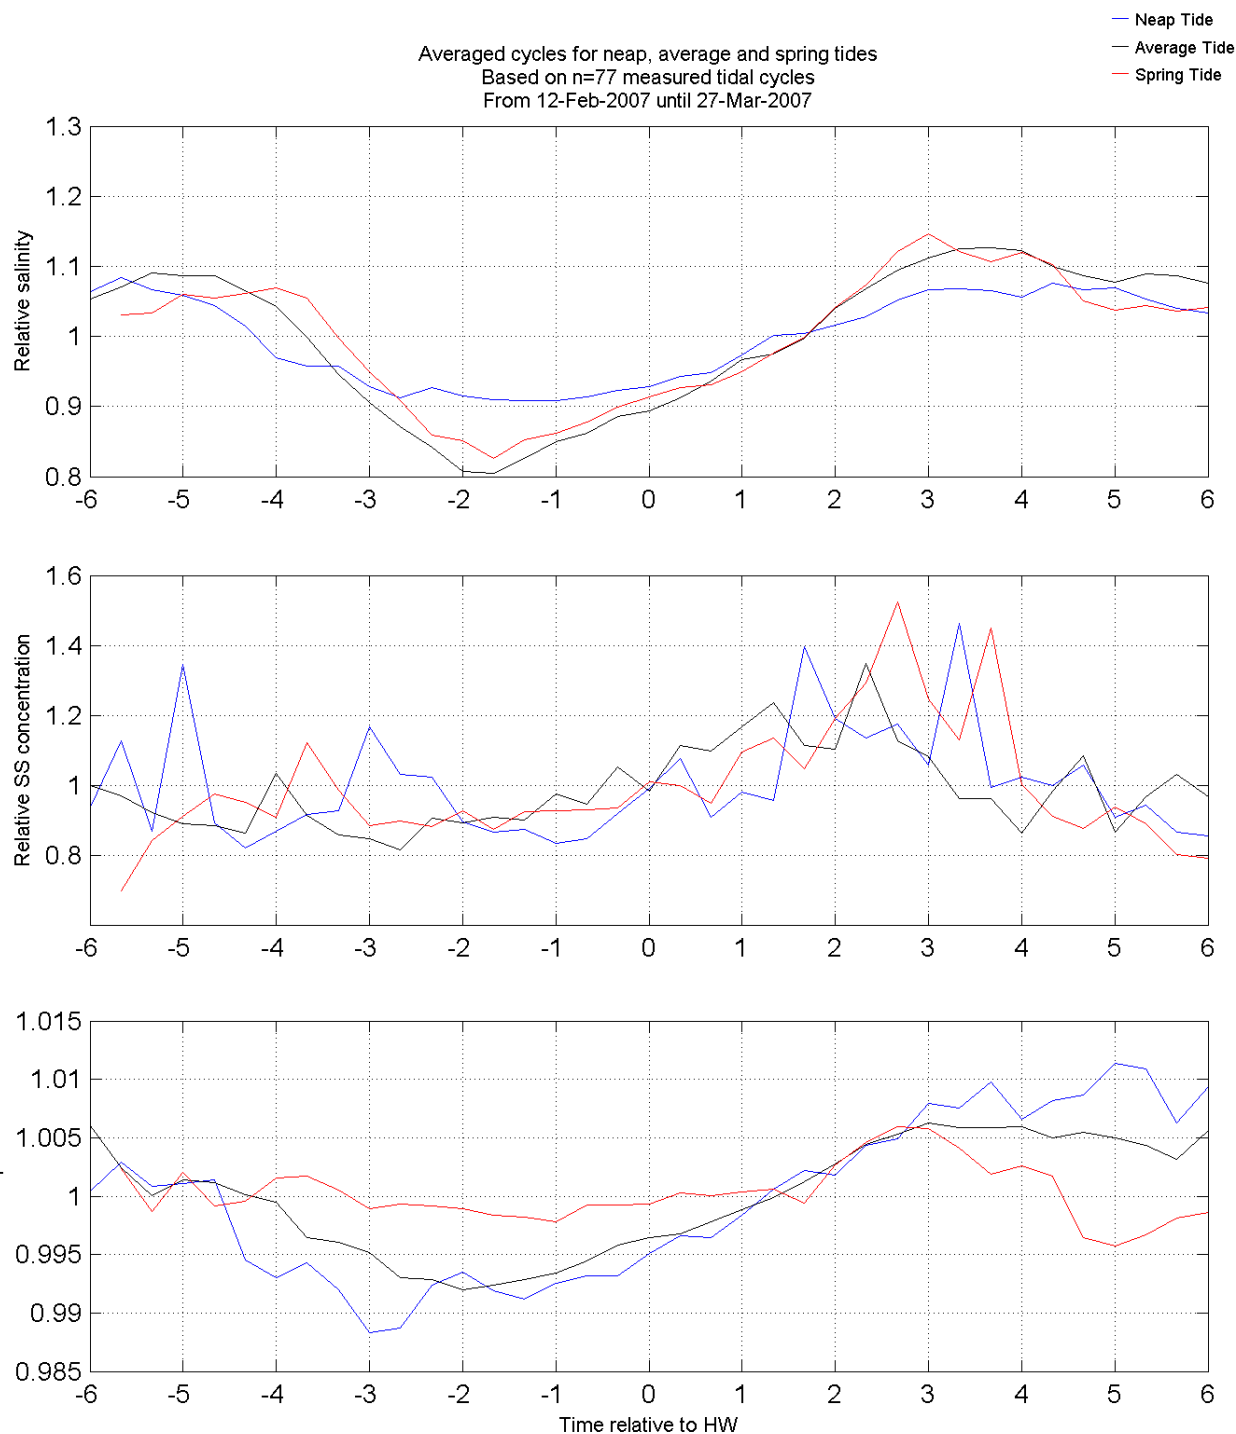 Neap Tide
Average Tide
Spring Tide
Averaged cycles for neap, average and spring tides
Based on n=77 measured tidal cycles
From 12-Feb-2007 until 27-Mar-2007
Relative salinity
1.3
1.2
1.1
1
0.9
0.8
-6 -5 -4 -3 -2 -1 0 1 2 3 4 5 6
Relative SS concentration
1.6
1.4
1.2
1
0.8
-6 -5 -4 -3 -2 -1 0 1 2 3 4 5 6
1.015
1.01
1.005
1
0.995
0.99
0.985
-6 -5 -4 -3 -2 -1 0 1 2 3 4 5 6
Time relative to HW